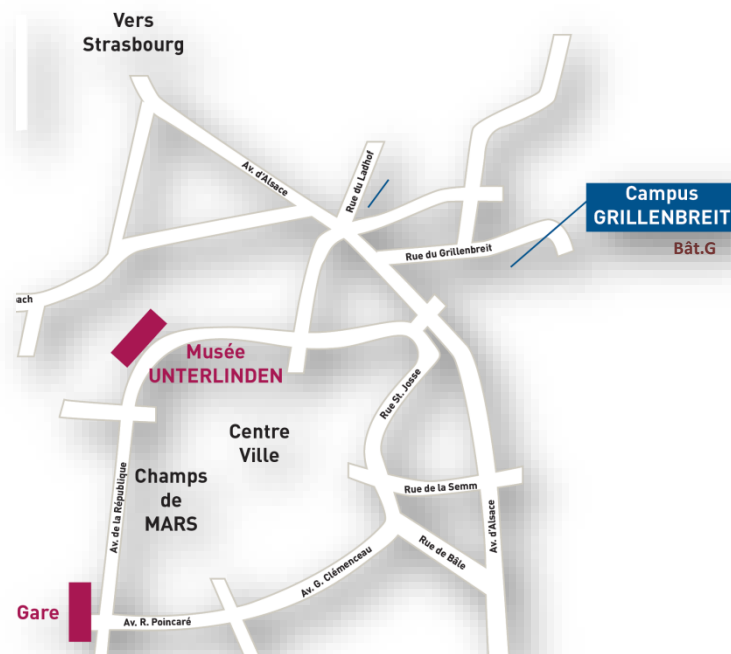 Vers
Strasbourg
Av. d'Alsace
Rue du Ladhof
Campus
GRILLENBREIT
Bât.G
Rue du Grillenbreit
bach
Musée
UNTERLINDEN
Rue St. Josse
Centre
Ville
Champs
de
MARS
Av. de la République
Rue de la Semm
Av. d'Alsace
Rue de Bâle
Av. G. Clémenceau
Gare
Av. R. Poincaré